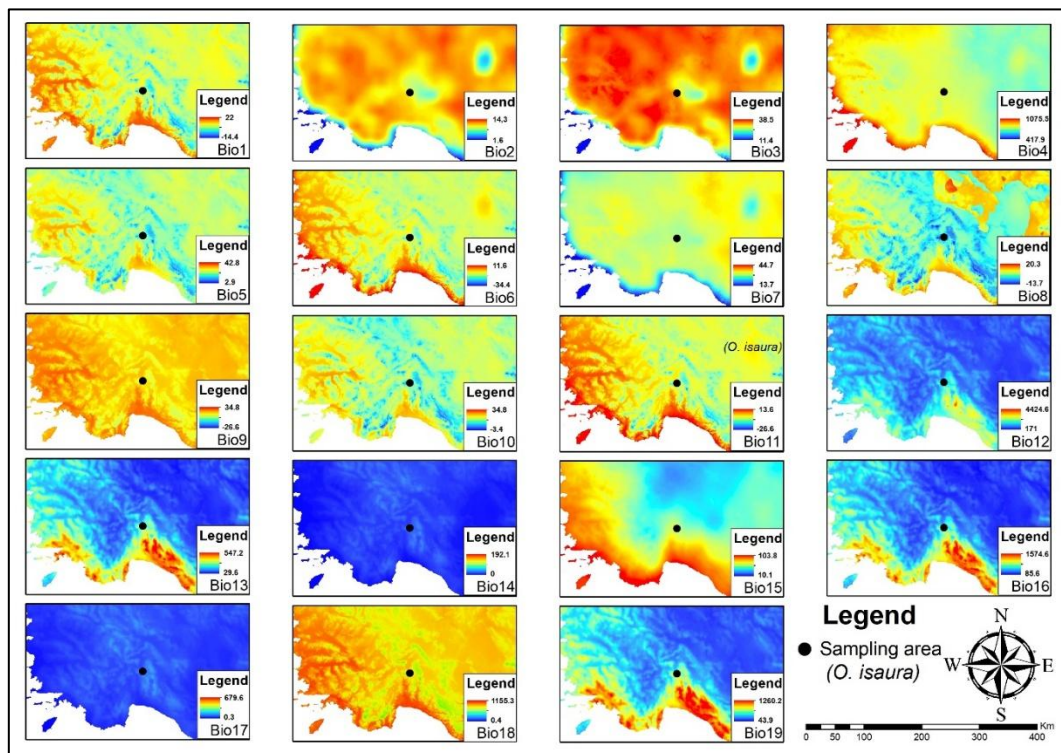 Legend
22
-14.4
Bio1
Legend
14,3
1.6
Bio2
Legend
38.5
11.4
Bio3
Legend
1075.5
417.9
Bio4
Legend
42.8
2.9
Bio5
Legend
11.6
-34.4
Bio6
Legend
44.7
13.7
Bio7
Legend
20.3
-13.7
Bio8
Legend
34.8
-26.6
Bio9
Legend
34.8
-3.4
Bio10
(O. isaura)
Legend
13.6
-26.6
Bio11
Legend
4424.6
171
Bio12
Legend
547.2
29.6
Bio13
Legend
192.1
0
Bio14
Legend
103.8
10.1
Bio15
Legend
1574.6
85.6
Bio16
Legend
679.6
0.3
Bio17
Legend
1155.3
0.4
Bio18
Legend
1260.2
43.9
Bio19
Legend
Sampling area
(O. isaura)
N
W E
S
Km
0 50 100 200 300 400